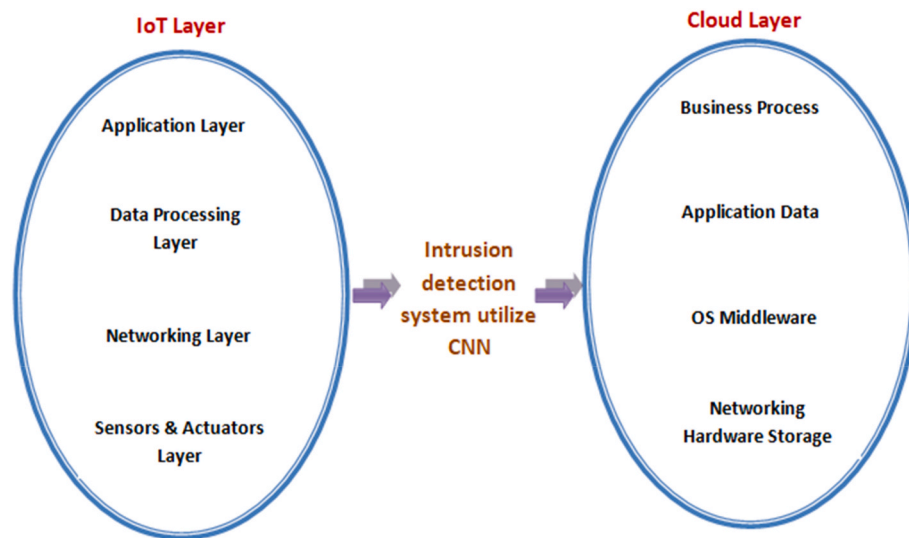 IoT Layer
Application Layer
Data Processing
Layer
Networking Layer
Sensors & Actuators
Layer
Intrusion
detection
system utilize
CNN
Cloud Layer
Business Process
Application Data
OS Middleware
Networking
Hardware Storage